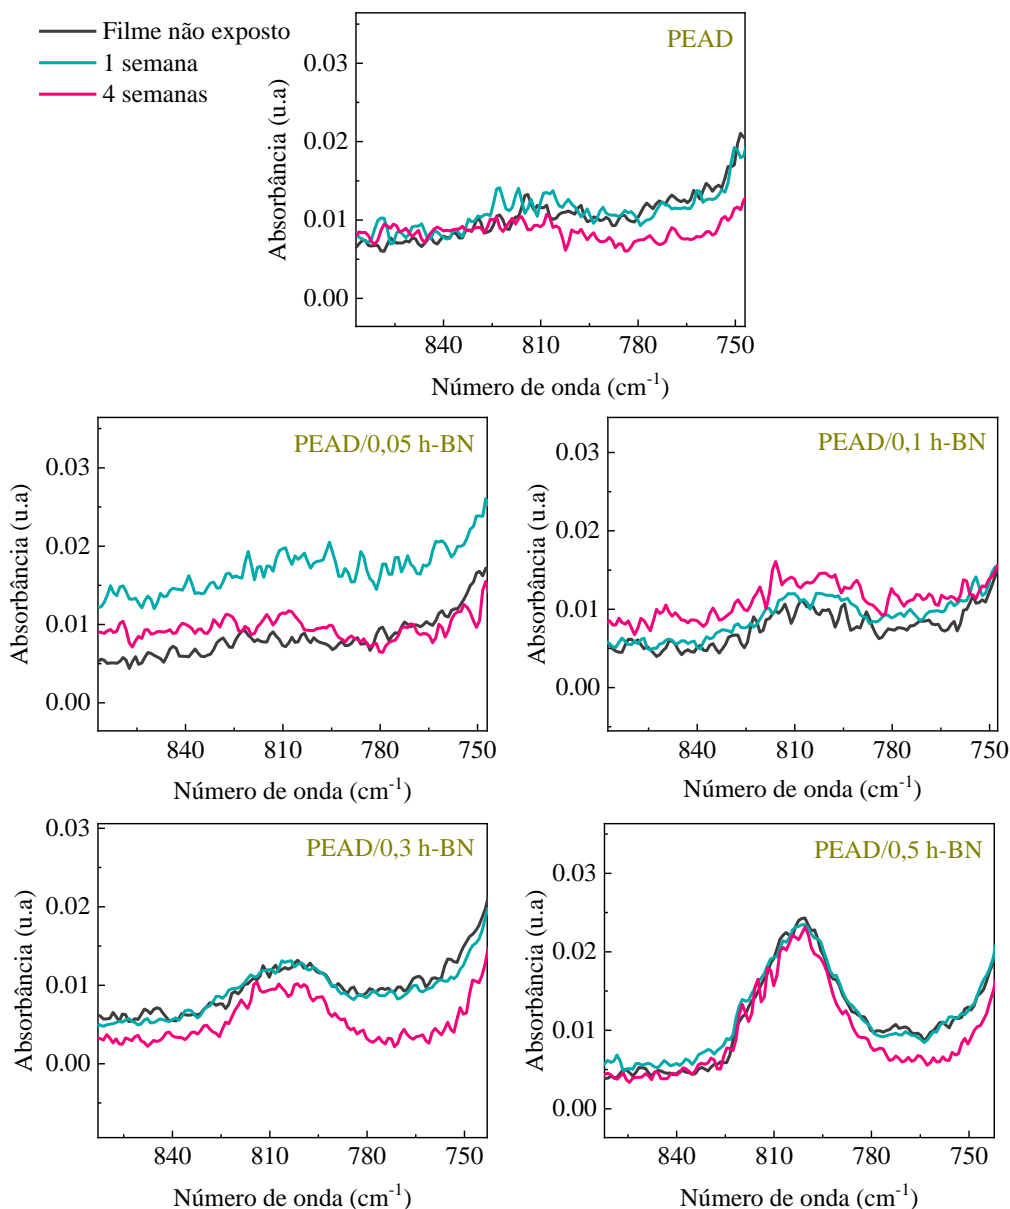 Filme não exposto
1 semana
4 semanas
PEAD
0.03
0.02
0.01
0.00
Absorbância (u.a)
840 810 780 750
Número de onda (cm⁻¹)
PEAD/0,05 h-BN
0.03
0.02
0.01
0.00
Absorbância (u.a)
840 810 780 750
Número de onda (cm⁻¹)
PEAD/0,1 h-BN
0.03
0.02
0.01
0.00
Absorbância (u.a)
840 810 780 750
Número de onda (cm⁻¹)
PEAD/0,3 h-BN
0.03
0.02
0.01
0.00
Absorbância (u.a)
840 810 780 750
Número de onda (cm⁻¹)
PEAD/0,5 h-BN
0.03
0.02
0.01
0.00
Absorbância (u.a)
840 810 780 750
Número de onda (cm⁻¹)